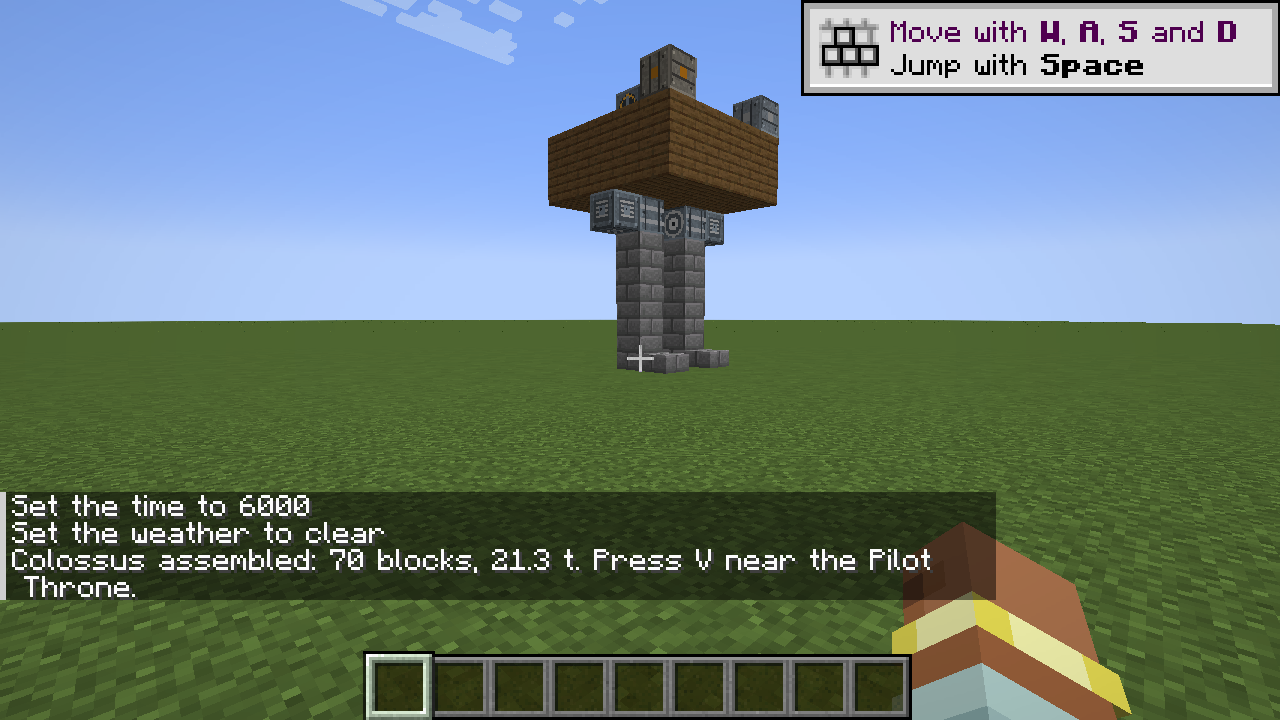 Move with W, A, S and D
Jump with Space
Set the time to 6000
Set the weather to clear
Colossus assembled: 70 blocks, 21.3 t. Press V near the Pilot
Throne.